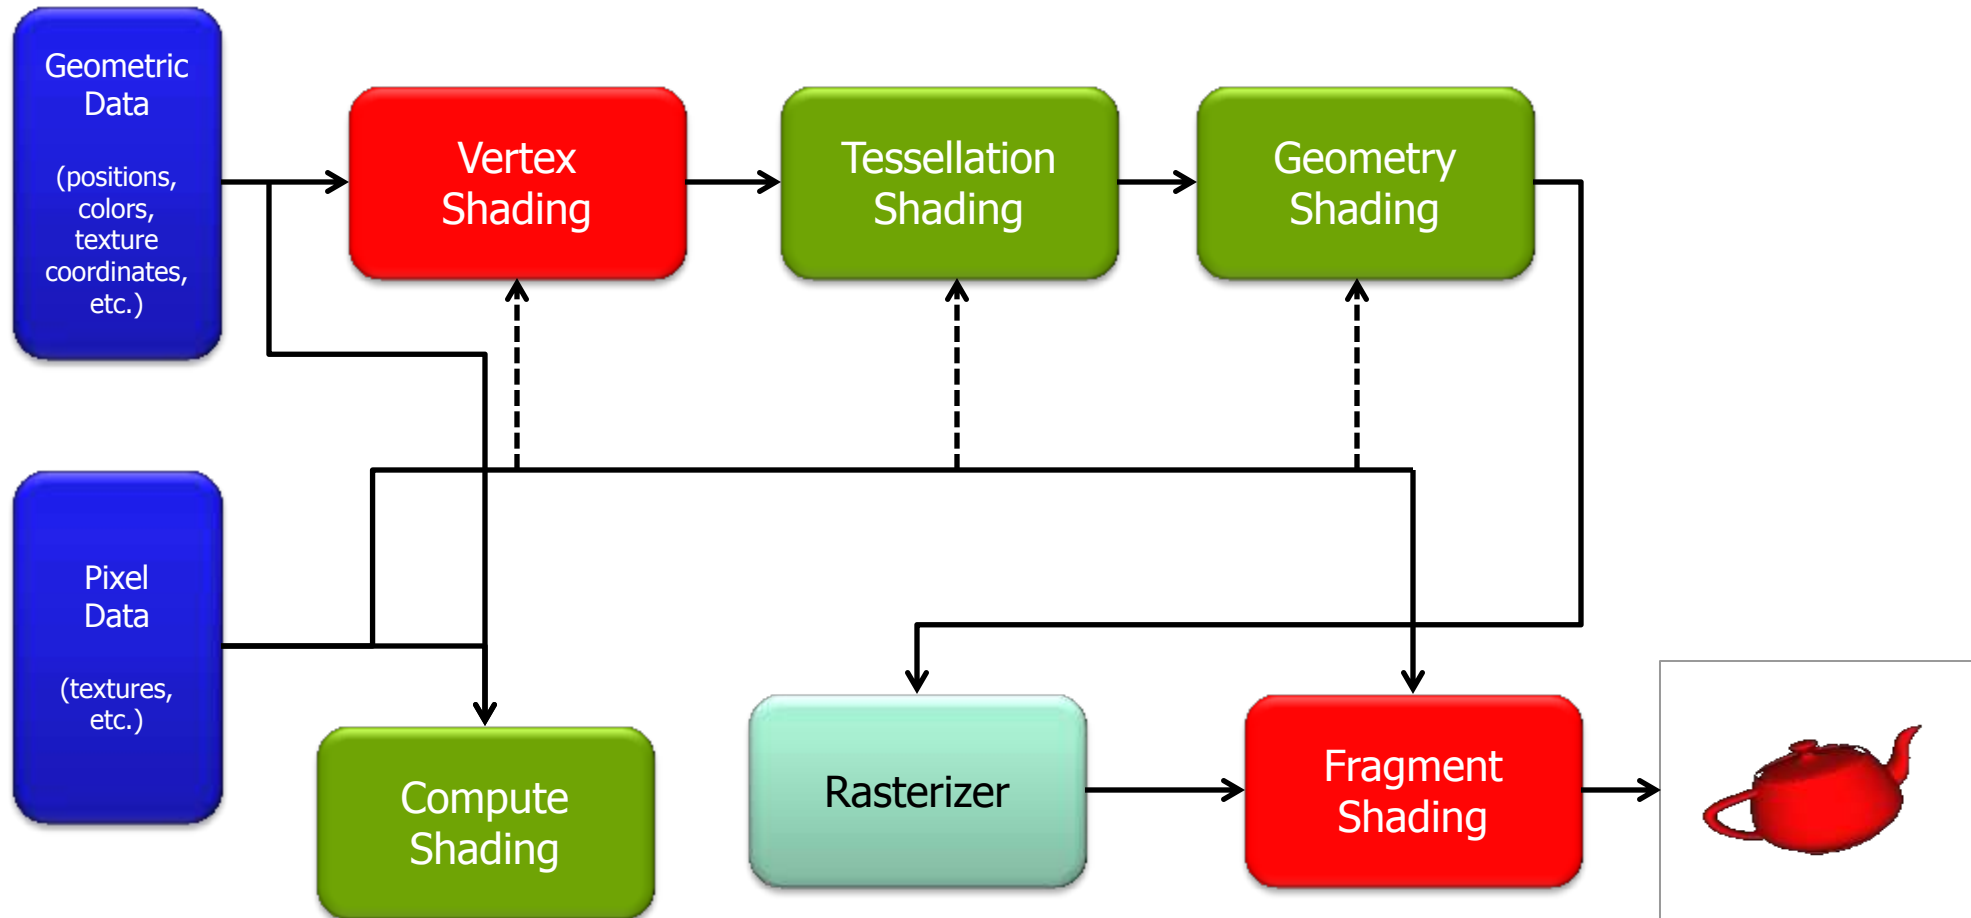 Geometric
Data
(positions,
colors,
texture
coordinates,
etc.)
Vertex
Shading
Tessellation
Shading
Geometry
Shading
Pixel
Data
(textures,
etc.)
Compute
Shading
Rasterizer
Fragment
Shading